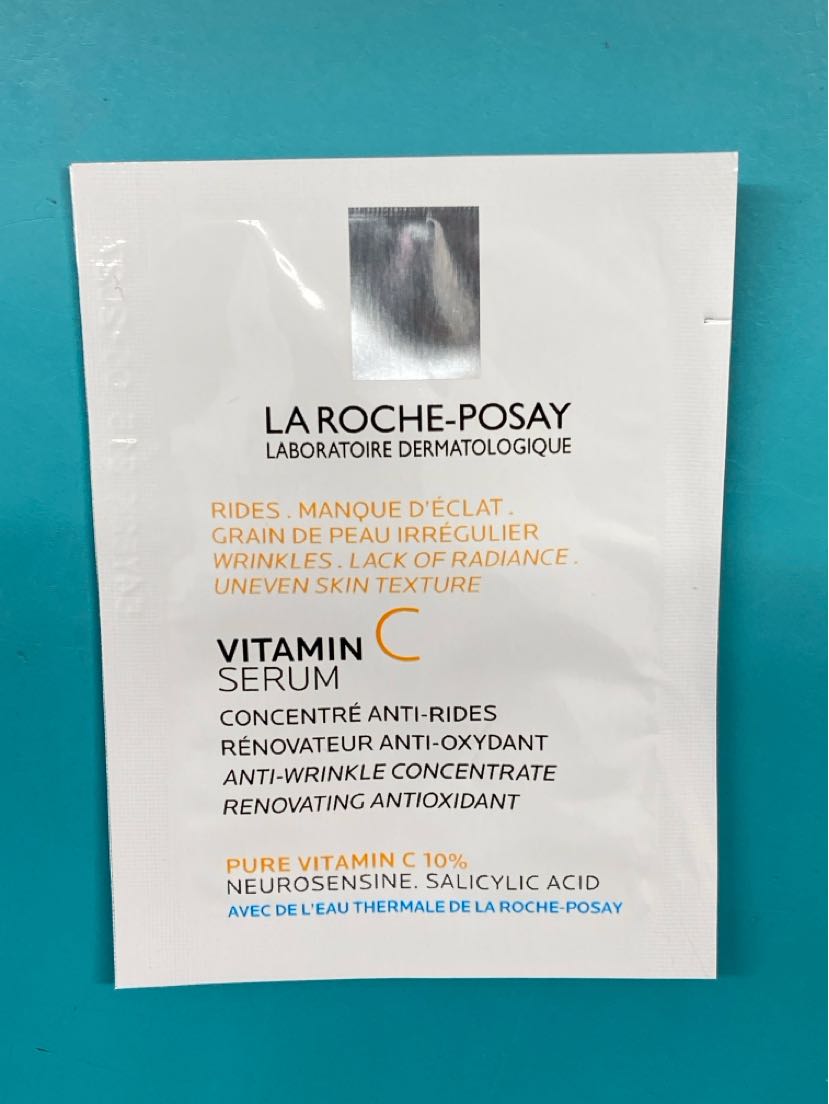 LA ROCHE-POSAY
LABORATOIRE DERMATOLOGIQUE
RIDES . MANQUE D'ÉCLAT .
GRAIN DE PEAU IRRÉGULIER
WRINKLES . LACK OF RADIANCE .
UNEVEN SKIN TEXTURE
VITAMIN C
SERUM
CONCENTRÉ ANTI-RIDES
RÉNOVATEUR ANTI-OXYDANT
ANTI-WRINKLE CONCENTRATE
RENOVATING ANTIOXIDANT
PURE VITAMIN C 10%
NEUROSENSINE. SALICYLIC ACID
AVEC DE L'EAU THERMALE DE LA ROCHE-POSAY